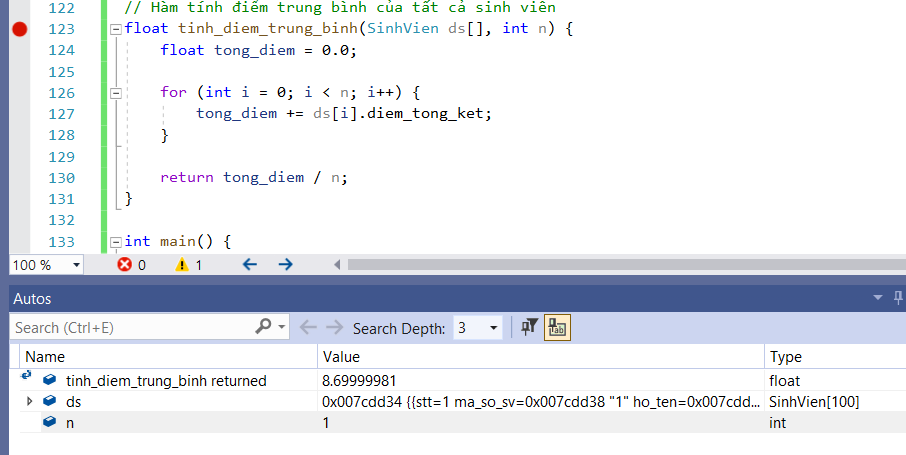 122 // Hàm tính điểm trung bình của tất cả sinh viên
123 float tinh_diem_trung_binh(SinhVien ds[], int n) {
124 float tong_diem = 0.0;
125
126 for (int i = 0; i < n; i++) {
127 tong_diem += ds[i].diem_tong_ket;
128 }
129
130 return tong_diem / n;
131 }
132
133 int main() {
100 % 0 1
Autos
Search (Ctrl+E) Search Depth: 3
Name Value Type
tinh_diem_trung_binh returned 8.69999981 float
ds 0x007cdd34 {{stt=1 ma_so_sv=0x007cdd38 "1" ho_ten=0x007cdd... SinhVien[100]
n 1 int